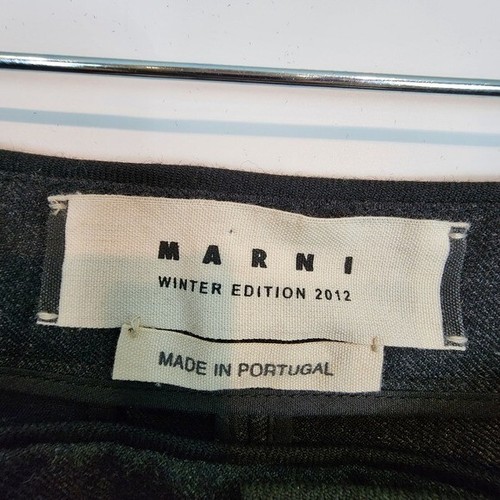 MARNI
WINTER EDITION 2012
MADE IN PORTUGAL